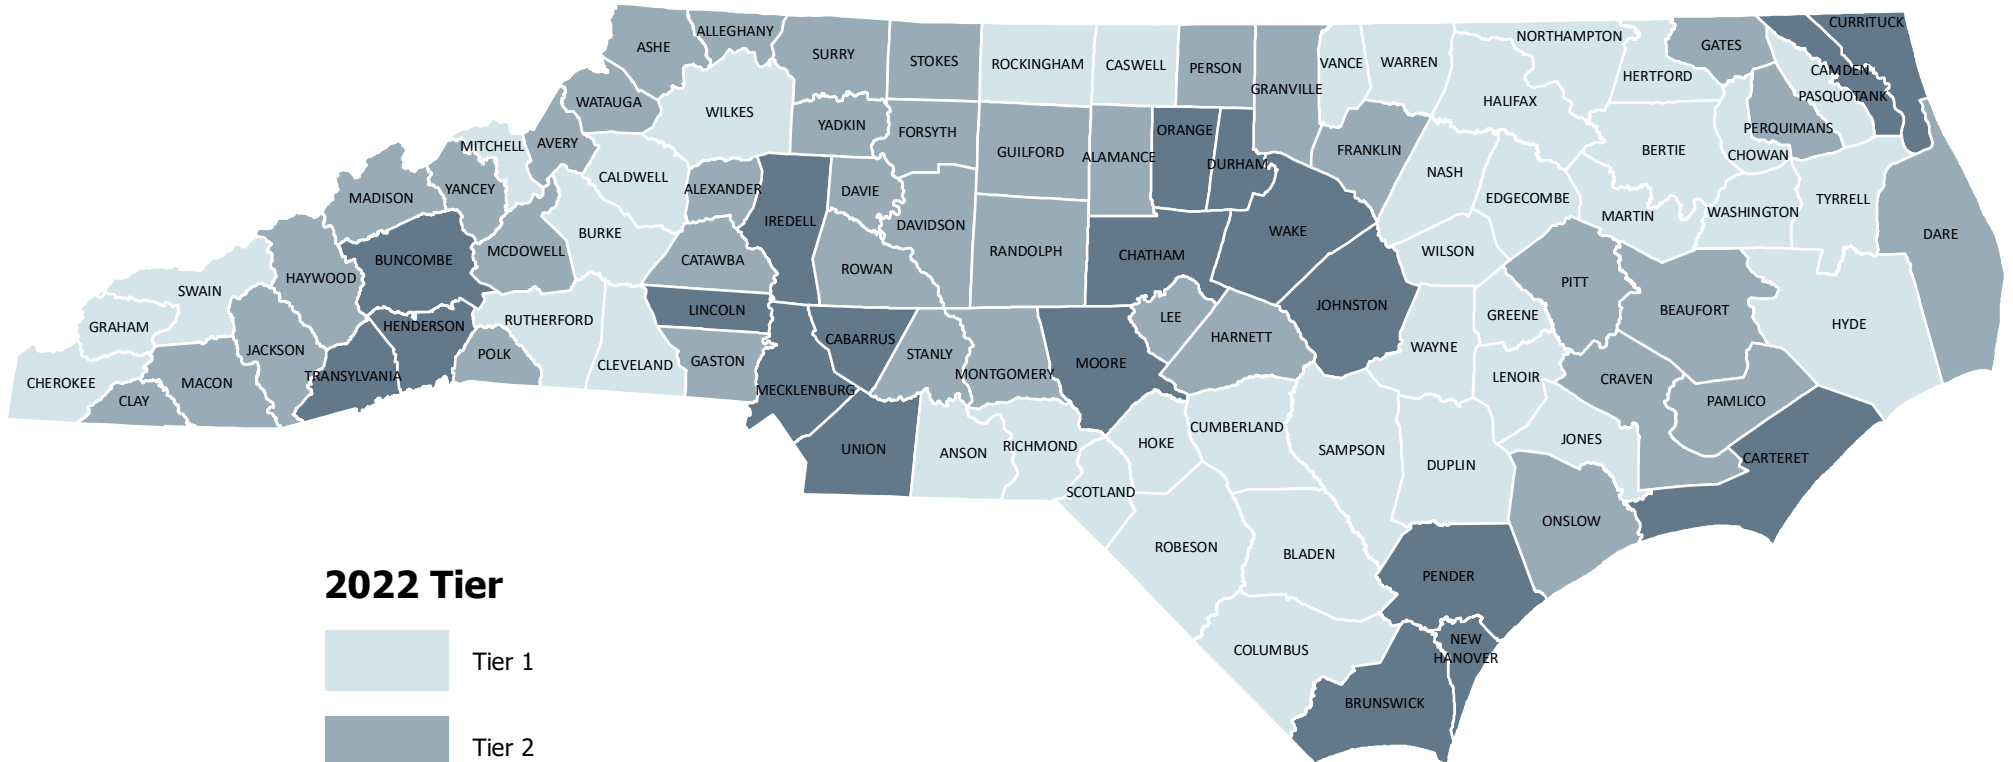 CURRITUCK
ALLEGHANY
ASHE
SURRY
STOKES
ROCKINGHAM
CASWELL
PERSON
GRANVILLE
VANCE
WARREN
NORTHAMPTON
GATES
HERTFORD
CAMDEN
PASQUOTANK
HALIFAX
WATAUGA
WILKES
YADKIN
FORSYTH
ORANGE
PERQUIMANS
MITCHELL
AVERY
GUILFORD
ALAMANCE
DURHAM
FRANKLIN
BERTIE
CHOWAN
CALDWELL
NASH
MADISON
YANCEY
ALEXANDER
DAVIE
EDGECOMBE
TYRRELL
IREDELL
DAVIDSON
MARTIN
WASHINGTON
BURKE
WAKE
DARE
MCDOWELL
RANDOLPH
WILSON
BUNCOMBE
CATAWBA
ROWAN
CHATHAM
HAYWOOD
SWAIN
PITT
JOHNSTON
LINCOLN
BEAUFORT
GRAHAM
HENDERSON
RUTHERFORD
LEE
GREENE
HYDE
CABARRUS
HARNETT
JACKSON
POLK
STANLY
WAYNE
CLEVELAND
GASTON
MOORE
CHEROKEE
MACON
TRANSYLVANIA
MONTGOMERY
LENOIR
CRAVEN
CLAY
MECKLENBURG
PAMLICO
CUMBERLAND
UNION
ANSON
RICHMOND
HOKE
SAMPSON
JONES
DUPLIN
CARTERET
SCOTLAND
ONSLOW
ROBESON
BLADEN
PENDER
COLUMBUS
NEW
HANOVER
BRUNSWICK
2022 Tier
Tier 1
Tier 2